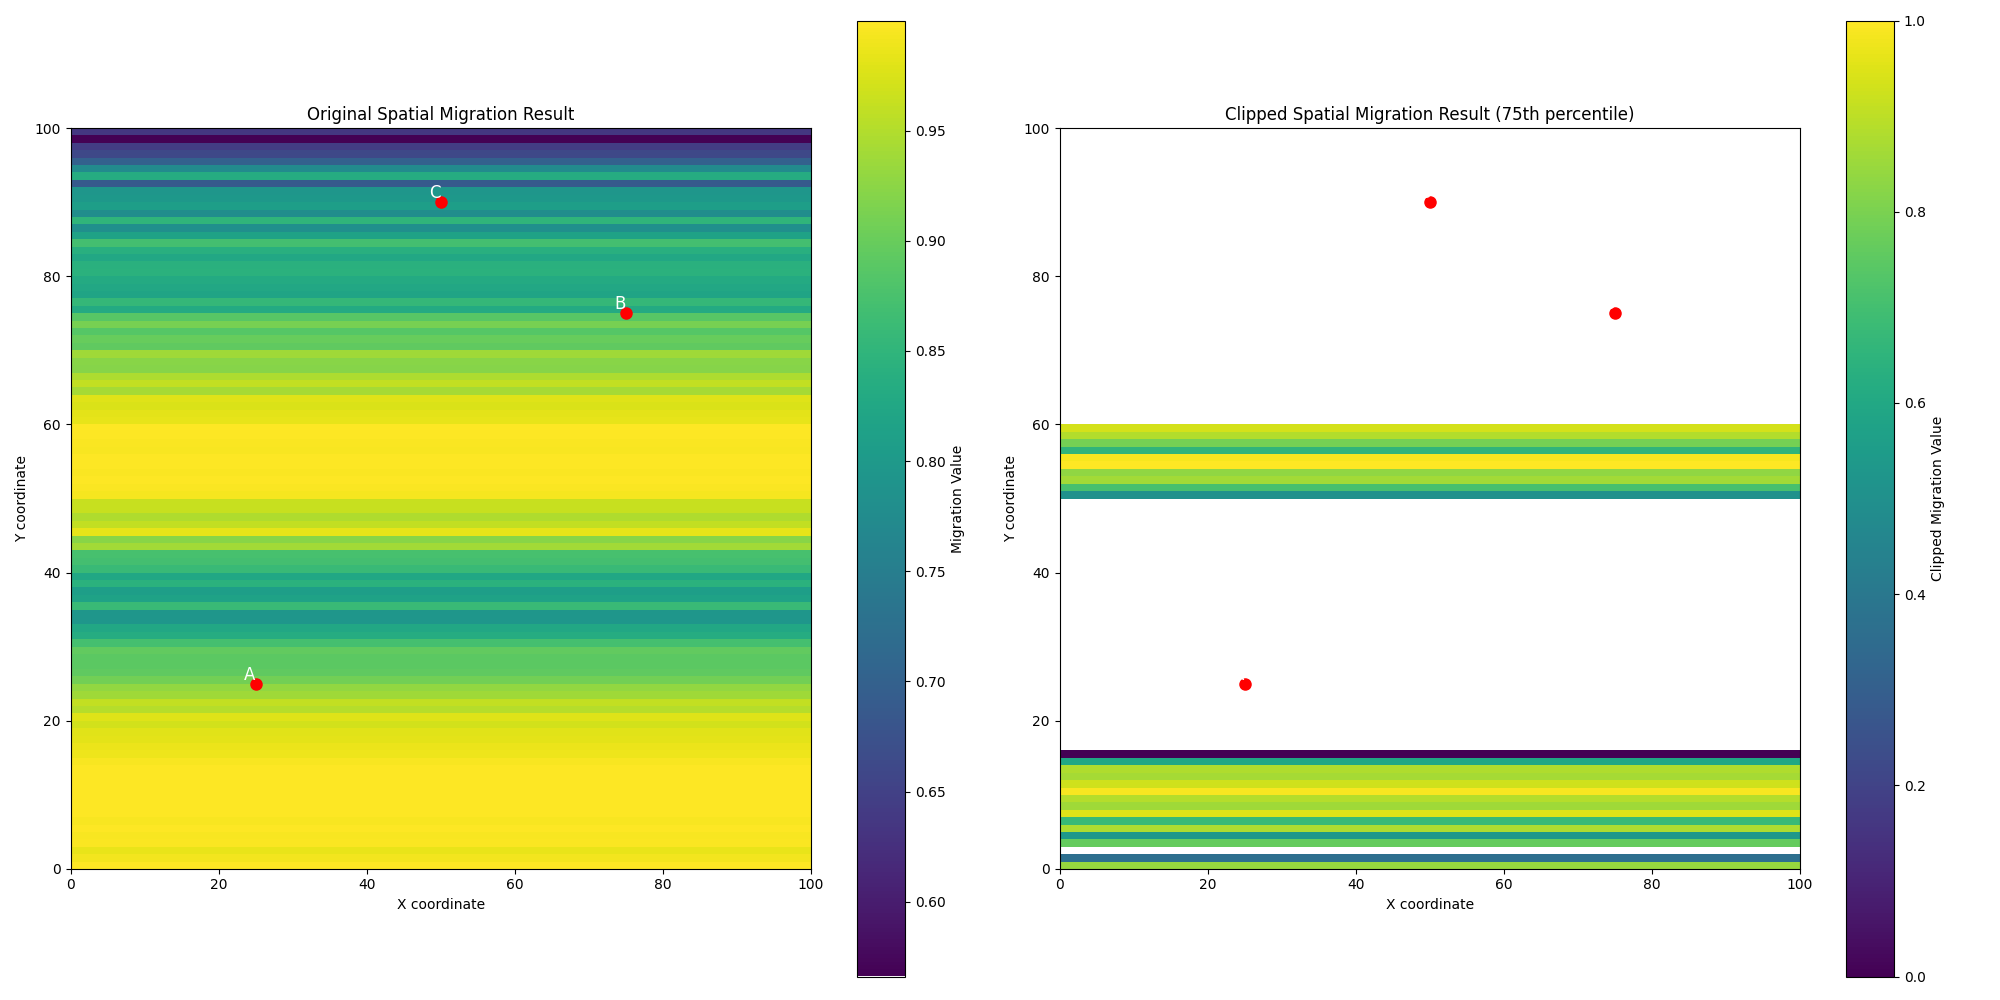 Original Spatial Migration Result
100
80
60
40
20
0
Y coordinate
C
B
A
0 20 40 60 80 100
X coordinate
0.95
0.90
0.85
0.80
0.75
0.70
0.65
0.60
Migration Value
Clipped Spatial Migration Result (75th percentile)
100
80
60
40
20
0
Y coordinate
0 20 40 60 80 100
X coordinate
1.0
0.8
0.6
0.4
0.2
0.0
Clipped Migration Value